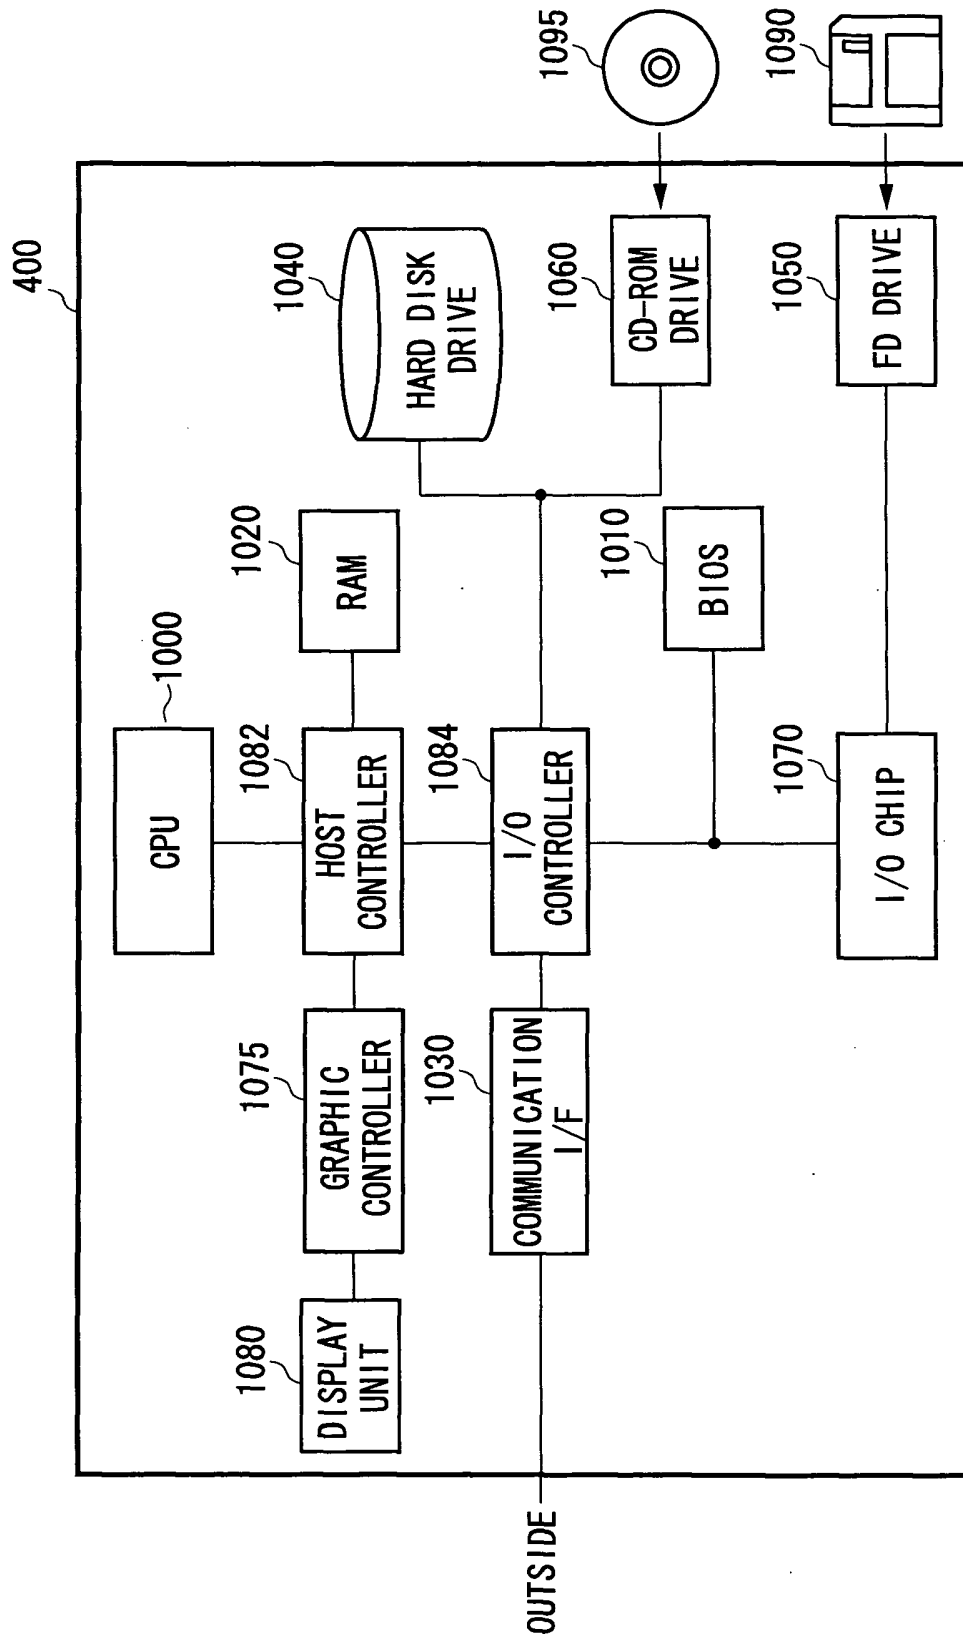 400
1000
CPU
1080
1075
1082
1020
1040
DISPLAY
UNIT
GRAPHIC
CONTROLLER
HOST
CONTROLLER
RAM
HARD DISK
DRIVE
1030
1084
OUTSIDE
COMMUNICATION
I/F
I/O
CONTROLLER
1010
1060
1095
BIOS
CD-ROM
DRIVE
1070
1050
1090
I/O CHIP
FD DRIVE